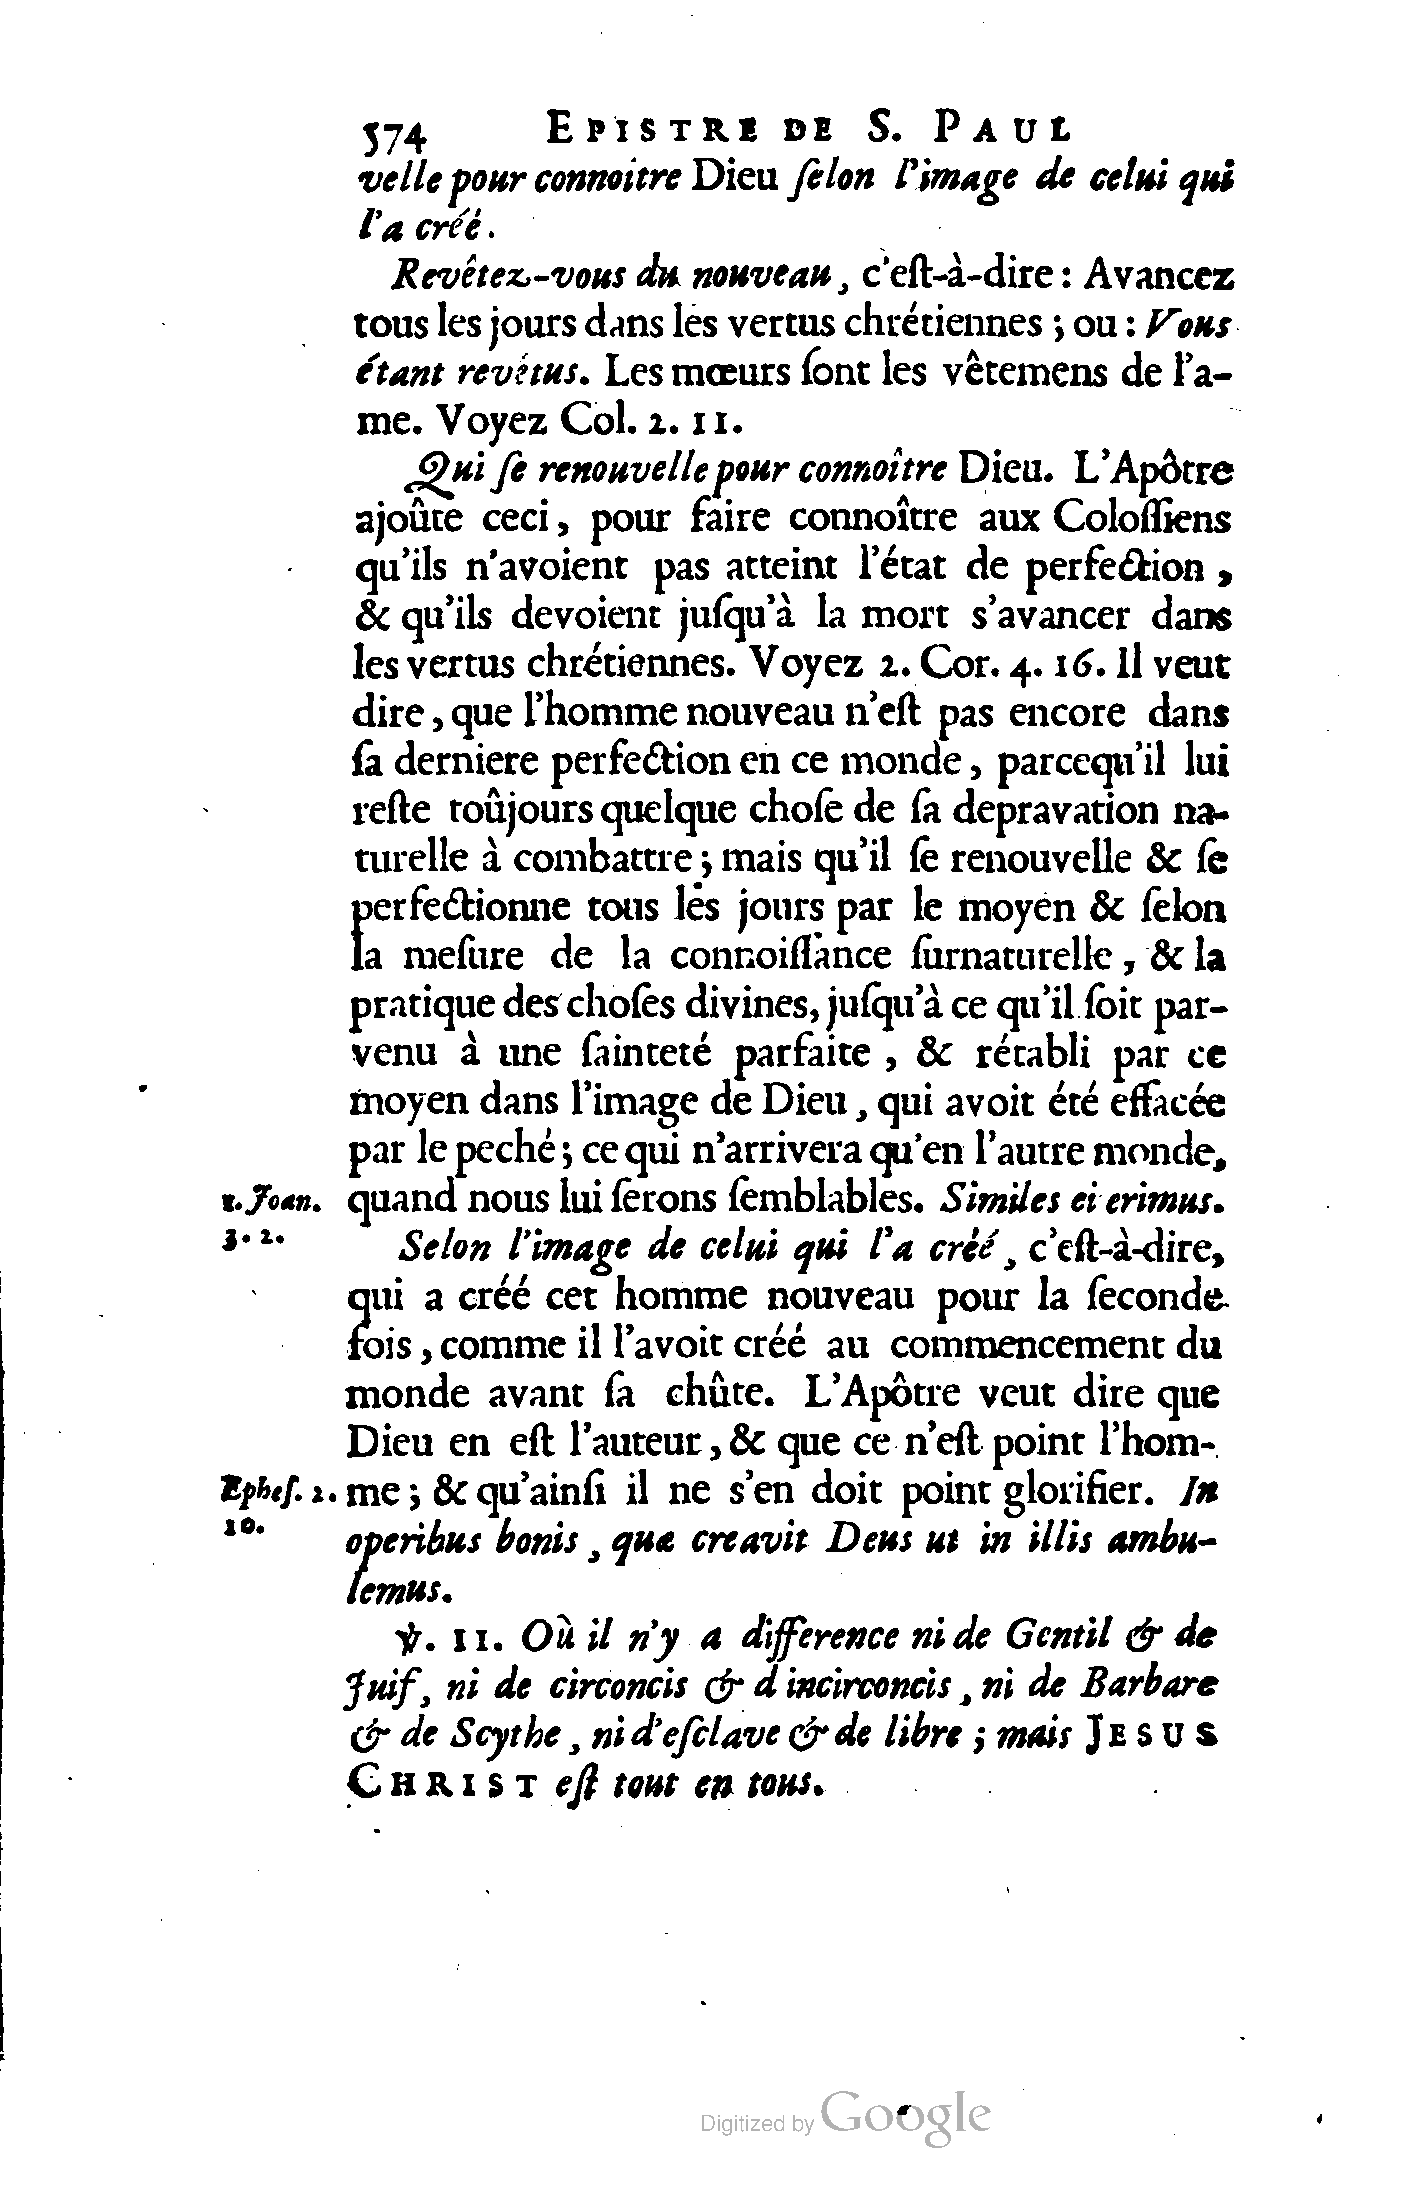 574 EPISTRE DE S. PAUL
velle pour connoitre Dieu ſelon l'image de celui qui
l'a créé.
Revêtez-vous du nouveau, c'eſt-à-dire : Avancez
tous les jours dans les vertus chrétiennes ; ou : Vous
étant revêtus. Les mœurs ſont les vêtemens de l'a-
me. Voyez Col. 2. 11.
Qui ſe renouvelle pour connoître Dieu. L'Apôtre
ajoûte ceci, pour faire connoître aux Coloſſiens
qu'ils n'avoient pas atteint l'état de perfection,
& qu'ils devoient juſqu'à la mort s'avancer dans
les vertus chrétiennes. Voyez 2. Cor. 4. 16. Il veut
dire, que l'homme nouveau n'eſt pas encore dans
ſa derniere perfection en ce monde, parcequ'il lui
reſte toûjours quelque choſe de ſa depravation na-
turelle à combattre ; mais qu'il ſe renouvelle & ſe
perfectionne tous les jours par le moyen & ſelon
la meſure de la connoiſſance ſurnaturelle, & la
pratique des choſes divines, juſqu'à ce qu'il ſoit par-
venu à une ſainteté parfaite, & rétabli par ce
moyen dans l'image de Dieu, qui avoit été effacée
par le peché ; ce qui n'arrivera qu'en l'autre monde,
1. Joan. quand nous lui ſerons ſemblables. Similes ei erimus.
3. 2. Selon l'image de celui qui l'a créé, c'eſt-à-dire,
qui a créé cet homme nouveau pour la ſeconde
fois, comme il l'avoit créé au commencement du
monde avant ſa chûte. L'Apôtre veut dire que
Dieu en eſt l'auteur, & que ce n'eſt point l'hom-
Epheſ. 2. me ; & qu'ainſi il ne s'en doit point glorifier. In
10. operibus bonis, quæ creavit Deus ut in illis ambu-
lemus.
℣. 11. Où il n'y a difference ni de Gentil & de
Juif, ni de circoncis & d incirconcis, ni de Barbare
& de Scythe, ni d'eſclave & de libre ; mais JESUS
CHRIST eſt tout en tous.
Digitized by Google